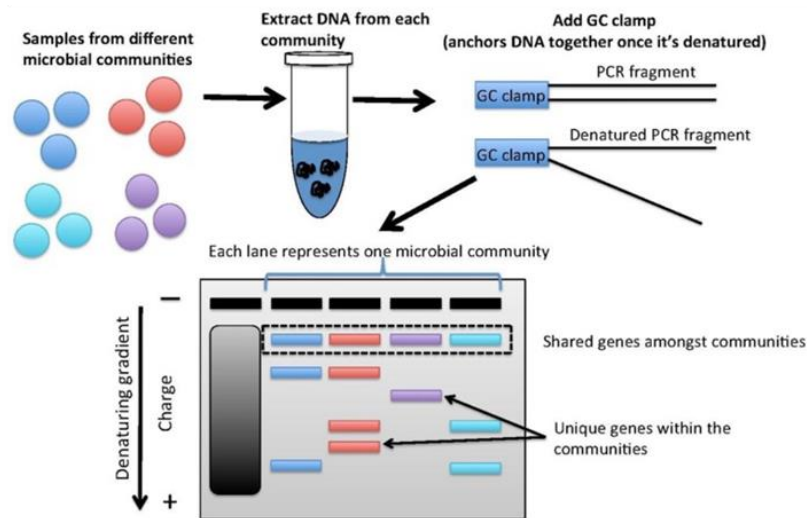 Samples from different
microbial communities
Extract DNA from each
community
Add GC clamp
(anchors DNA together once it's denatured)
PCR fragment
GC clamp
Denatured PCR fragment
GC clamp
Each lane represents one microbial community
−
Denaturing gradient
Charge
+
Shared genes amongst communities
Unique genes within the
communities